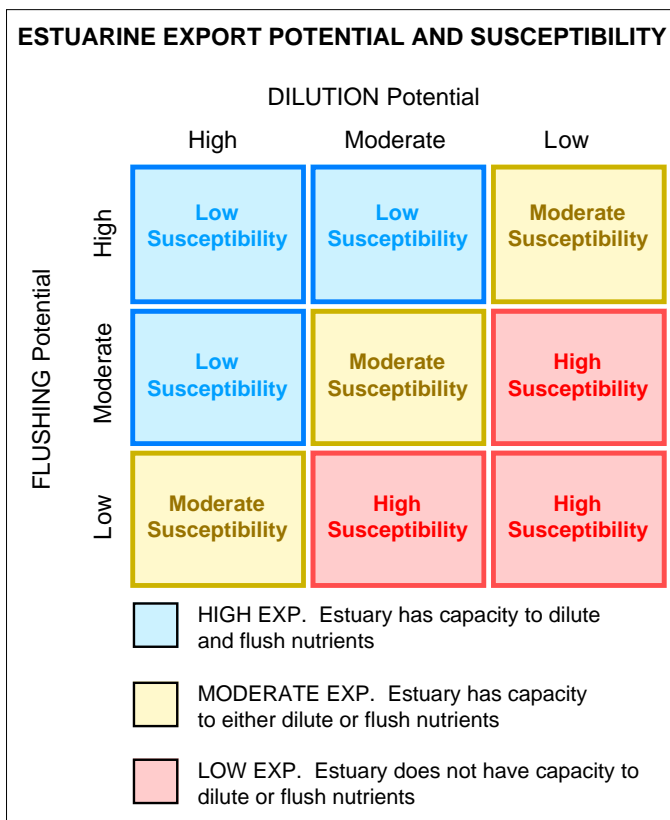 ESTUARINE EXPORT POTENTIAL AND SUSCEPTIBILITY
DILUTION Potential
High Moderate Low
FLUSHING Potential
High
Low Susceptibility
Low Susceptibility
Moderate Susceptibility
Moderate
Low Susceptibility
Moderate Susceptibility
High Susceptibility
Low
Moderate Susceptibility
High Susceptibility
High Susceptibility
HIGH EXP. Estuary has capacity to dilute
and flush nutrients
MODERATE EXP. Estuary has capacity
to either dilute or flush nutrients
LOW EXP. Estuary does not have capacity to
dilute or flush nutrients